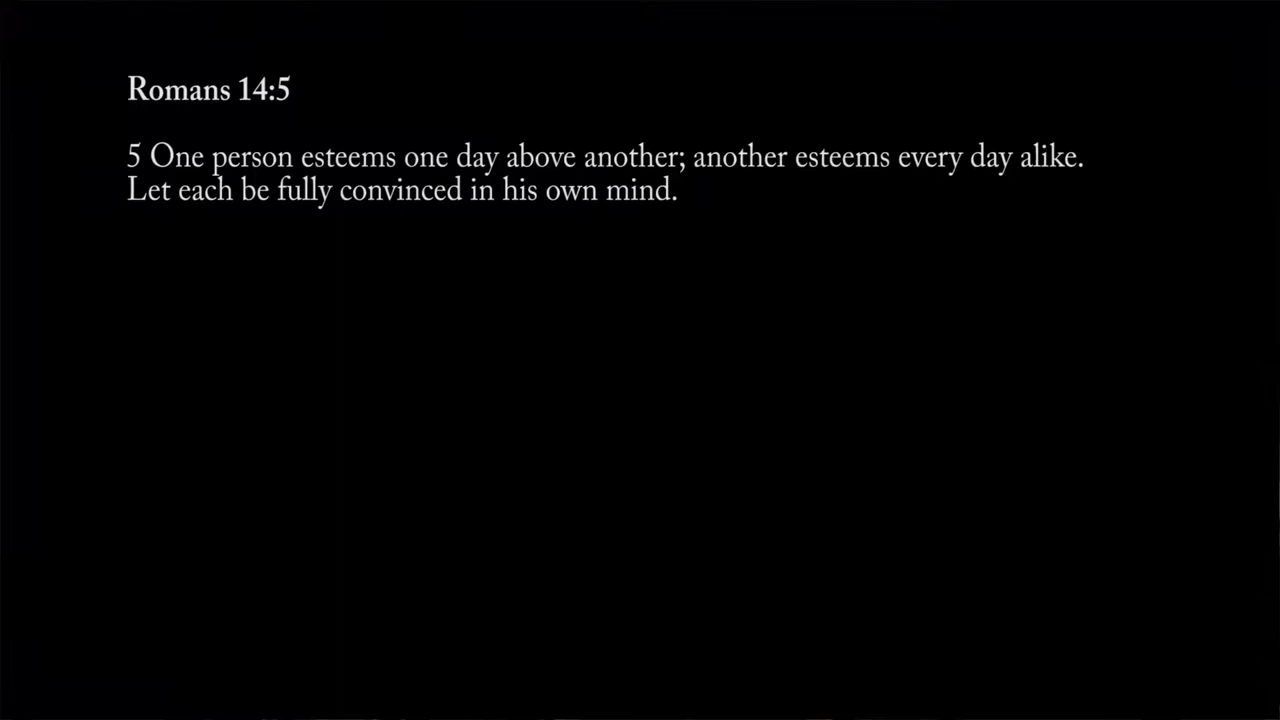 Romans 14:5
5 One person esteems one day above another; another esteems every day alike.
Let each be fully convinced in his own mind.